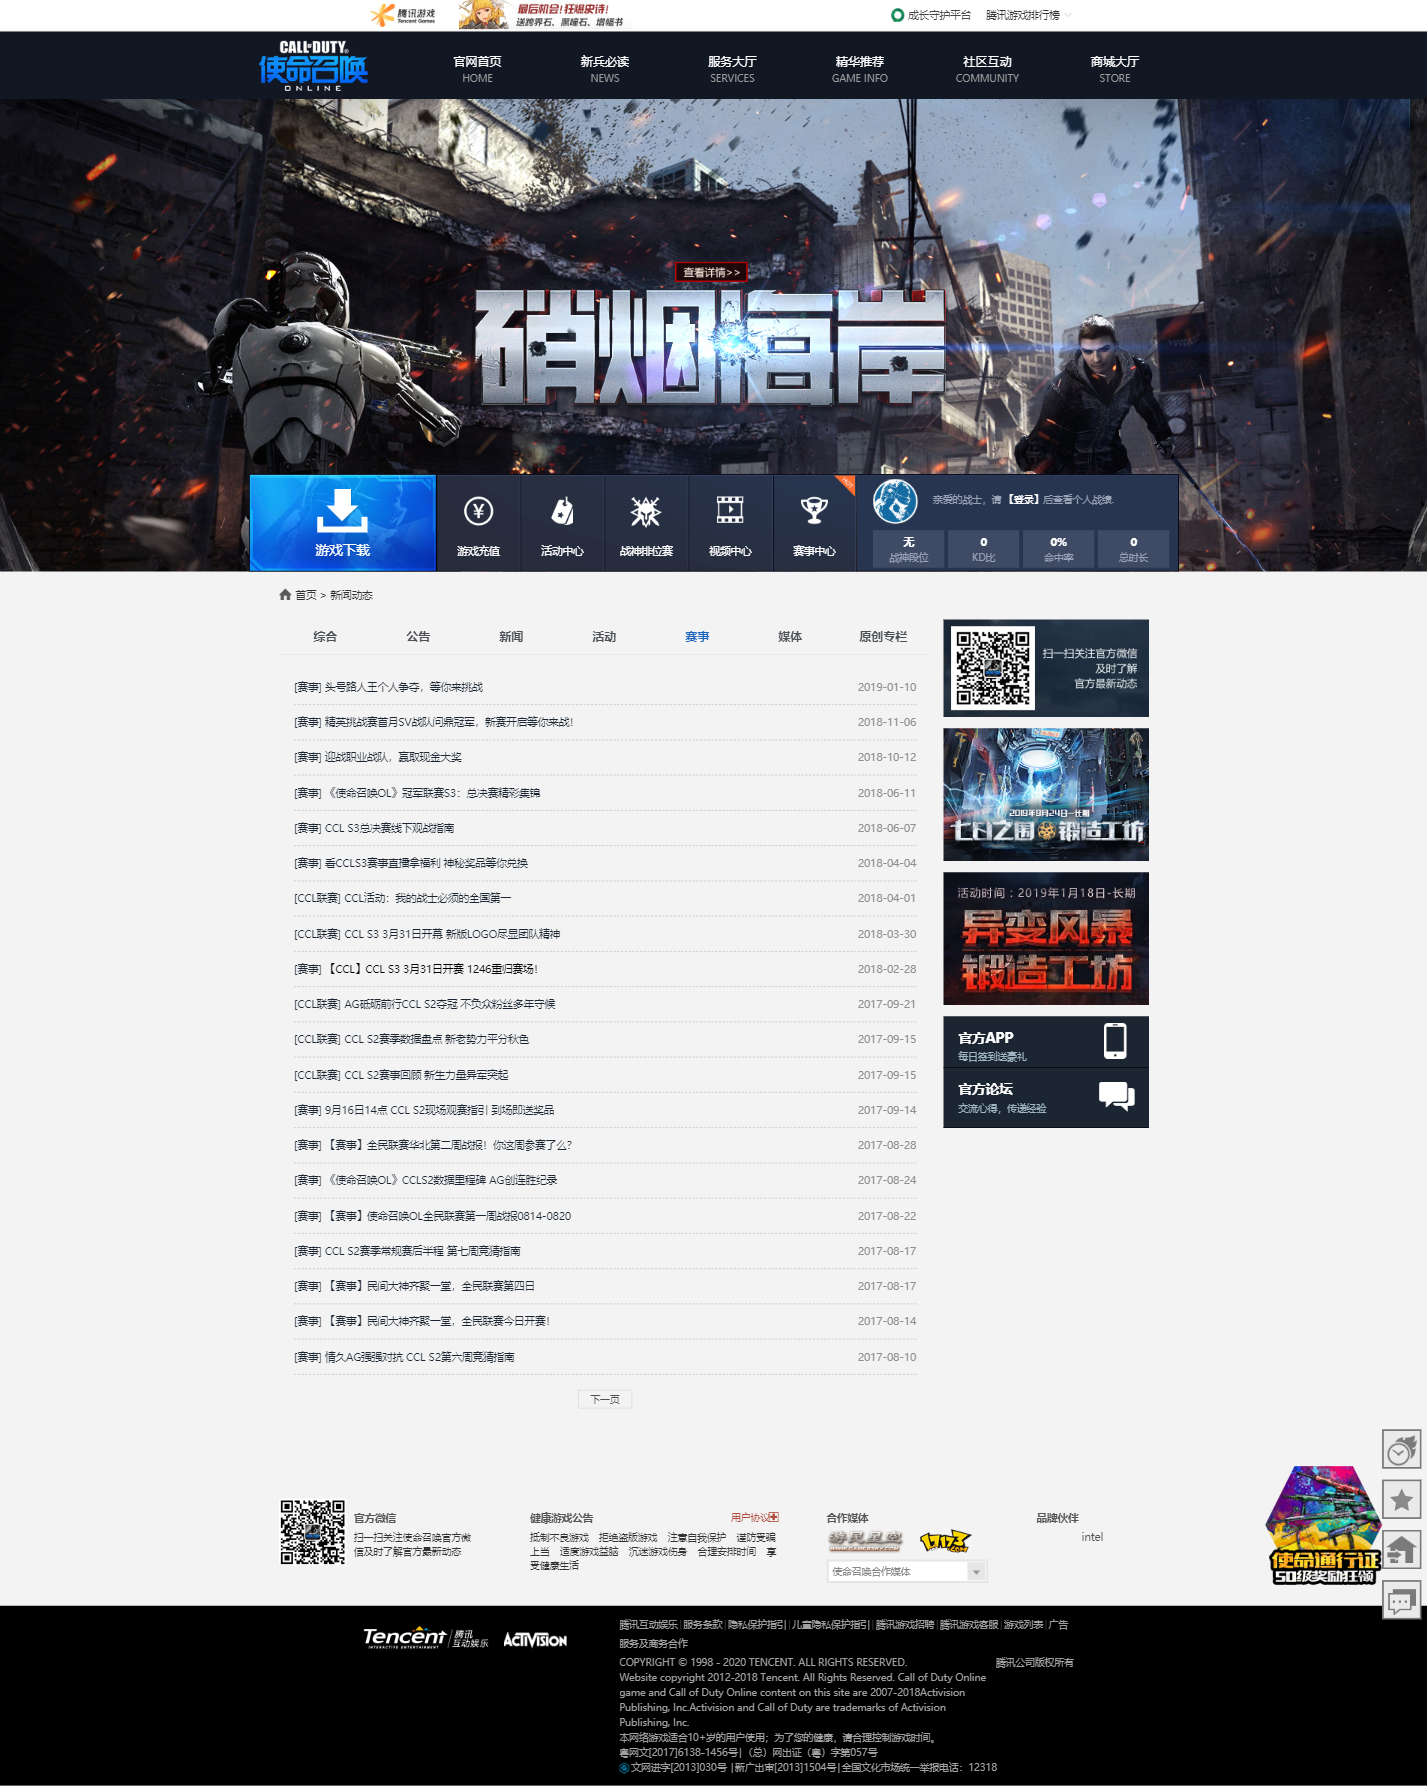 腾讯游戏
Tencent Games
最后机会!狂燃史诗!
送跨界石、黑瞳石、增幅书
成长守护平台
腾讯游戏排行榜
CALL OF DUTY
使命召唤
ONLINE
官网首页
HOME
新兵必读
NEWS
服务大厅
SERVICES
精华推荐
GAME INFO
社区互动
COMMUNITY
商城大厅
STORE
查看详情>>
硝烟彼岸
游戏下载
游戏充值
活动中心
战神排位赛
视频中心
赛事中心
HOT
亲爱的战士，请【登录】后查看个人战绩.
无
战神段位
0
KD比
0%
命中率
0
总时长
首页 > 新闻动态
综合
公告
新闻
活动
赛事
媒体
原创专栏
[赛事] 头号路人王个人争夺，等你来挑战 2019-01-10
[赛事] 精英挑战赛首月SV战队问鼎冠军，新赛开启等你来战！ 2018-11-06
[赛事] 迎战职业战队，赢取现金大奖 2018-10-12
[赛事] 《使命召唤OL》冠军联赛S3：总决赛精彩集锦 2018-06-11
[赛事] CCL S3总决赛线下观战指南 2018-06-07
[赛事] 看CCLS3赛事直播拿福利 神秘奖品等你兑换 2018-04-04
[CCL联赛] CCL活动：我的战士必须的全国第一 2018-04-01
[CCL联赛] CCL S3 3月31日开幕 新版LOGO尽显团队精神 2018-03-30
[赛事] 【CCL】CCL S3 3月31日开赛 1246重归赛场！ 2018-02-28
[CCL联赛] AG砥砺前行CCL S2夺冠 不负众粉丝多年守候 2017-09-21
[CCL联赛] CCL S2赛季数据盘点 新老势力平分秋色 2017-09-15
[CCL联赛] CCL S2赛事回顾 新生力量异军突起 2017-09-15
[赛事] 9月16日14点 CCL S2现场观赛指引 到场即送奖品 2017-09-14
[赛事] 【赛事】全民联赛华北第二周战报！你这周参赛了么？ 2017-08-28
[赛事] 《使命召唤OL》CCLS2数据里程碑 AG创连胜纪录 2017-08-24
[赛事] 【赛事】使命召唤OL全民联赛第一周战报0814-0820 2017-08-22
[赛事] CCL S2赛季常规赛后半程 第七周竞猜指南 2017-08-17
[赛事] 【赛事】民间大神齐聚一堂，全民联赛第四日 2017-08-17
[赛事] 【赛事】民间大神齐聚一堂，全民联赛今日开赛！ 2017-08-14
[赛事] 情久AG强强对抗 CCL S2第六周竞猜指南 2017-08-10
下一页
扫一扫关注官方微信
及时了解
官方最新动态
2019年9月24日-长期
七日之国 锻造工坊
活动时间：2019年1月18日-长期
异变风暴
锻造工坊
官方APP
每日签到送豪礼
官方论坛
交流心得，传递经验
官方微信
扫一扫关注使命召唤官方微
信及时了解官方最新动态
健康游戏公告
用户协议
抵制不良游戏 拒绝盗版游戏 注意自我保护 谨防受骗
上当 适度游戏益脑 沉迷游戏伤身 合理安排时间 享
受健康生活
合作媒体
游民星空
WWW.GAMERSKY.COM
17173
使命召唤合作媒体
品牌伙伴
intel
使命通行证
50级奖励狂领
Tencent 腾讯
INTERACTIVE ENTERTAINMENT 互动娱乐
ACTIVISION
腾讯互动娱乐 | 服务条款 | 隐私保护指引 | 儿童隐私保护指引 | 腾讯游戏招聘 | 腾讯游戏客服 | 游戏列表 | 广告
服务及商务合作
COPYRIGHT © 1998 - 2020 TENCENT. ALL RIGHTS RESERVED.
腾讯公司版权所有
Website copyright 2012-2018 Tencent. All Rights Reserved. Call of Duty Online
game and Call of Duty Online content on this site are 2007-2018Activision
Publishing, Inc.Activision and Call of Duty are trademarks of Activision
Publishing, Inc.
本网络游戏适合10+岁的用户使用；为了您的健康，请合理控制游戏时间。
粤网文[2017]6138-1456号 | （总）网出证（粤）字第057号
文网进字[2013]030号 | 新广出审[2013]1504号 | 全国文化市场统一举报电话：12318